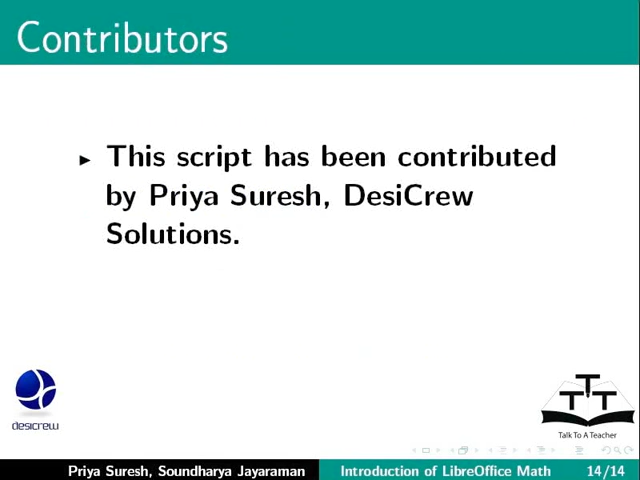 Contributors
This script has been contributed
by Priya Suresh, DesiCrew
Solutions.
desicrew
TTT
Talk To A Teacher
Priya Suresh, Soundharya Jayaraman
Introduction of LibreOffice Math
14/14